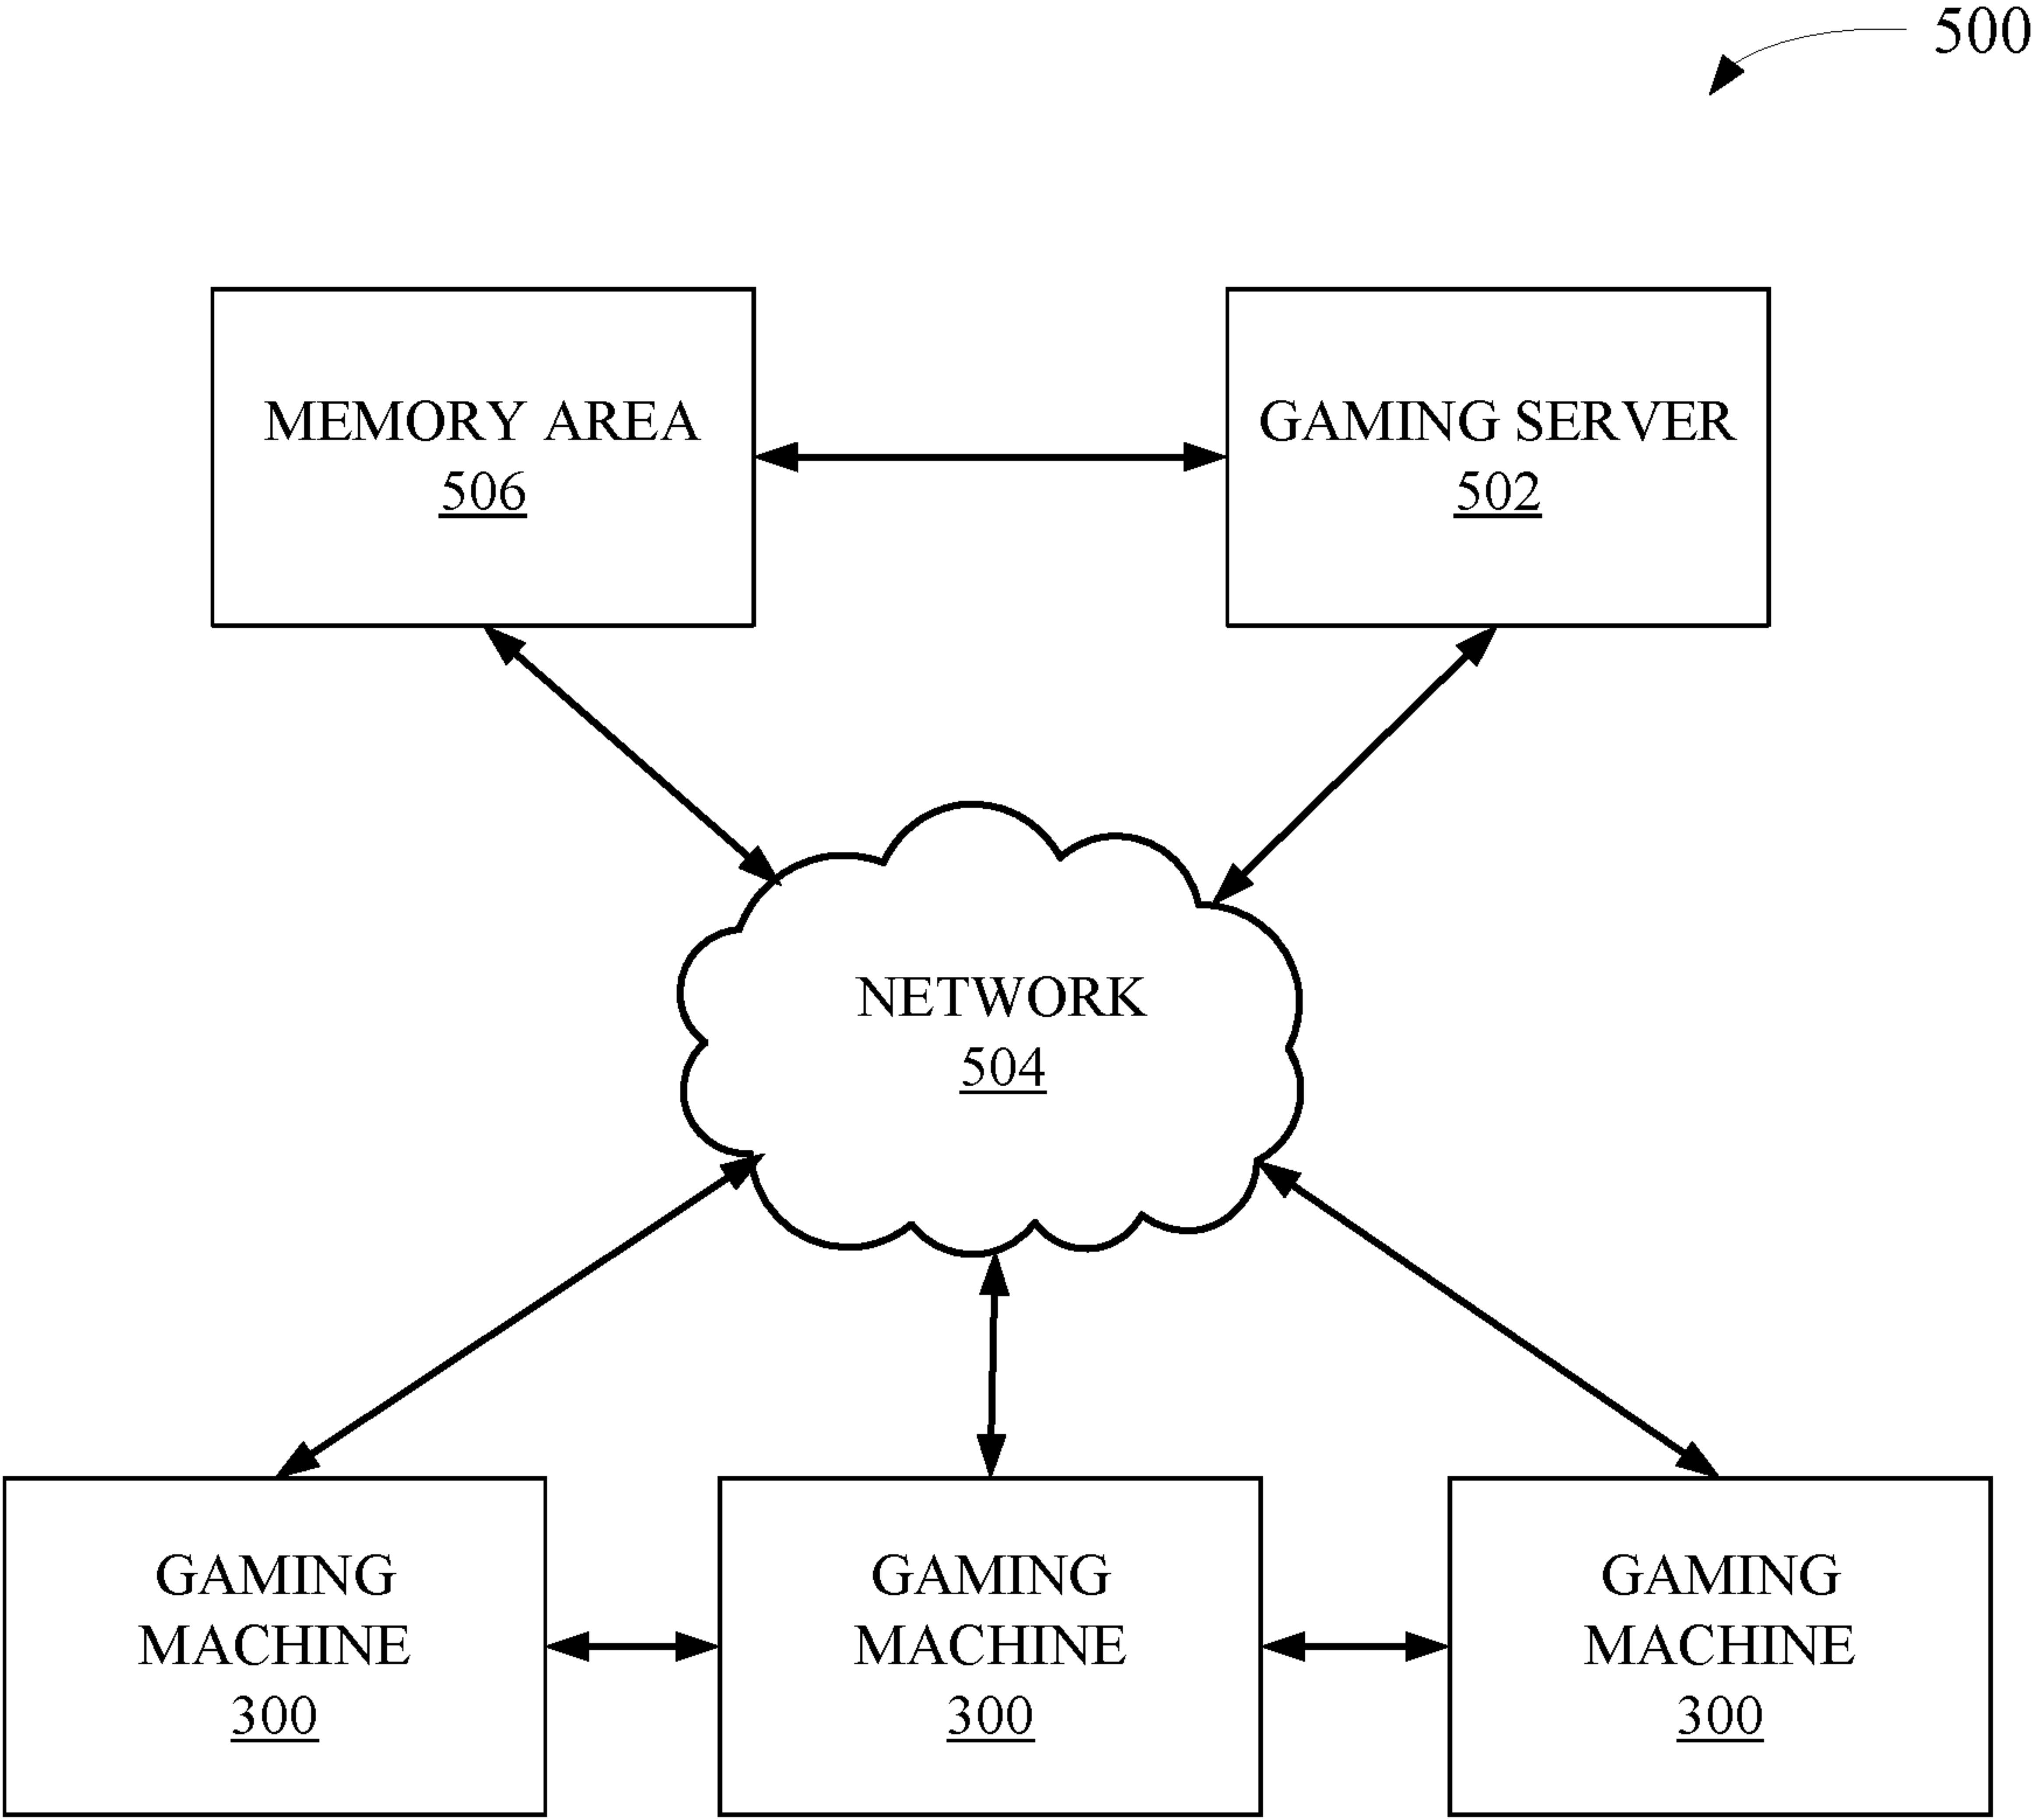 500
MEMORY AREA
506
GAMING SERVER
502
NETWORK
504
GAMING
MACHINE
300
GAMING
MACHINE
300
GAMING
MACHINE
300